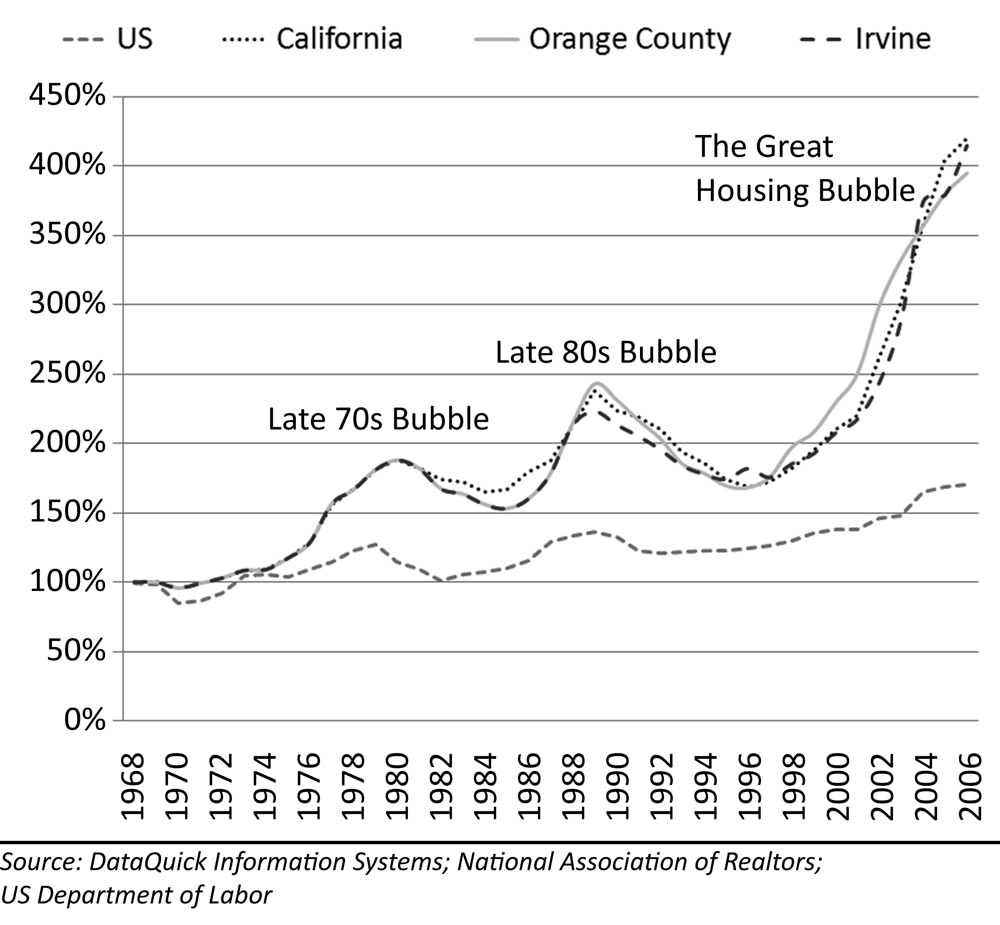 US California Orange County Irvine
450%
400%
350%
300%
250%
200%
150%
100%
50%
0%
The Great
Housing Bubble
Late 80s Bubble
Late 70s Bubble
1968 1970 1972 1974 1976 1978 1980 1982 1984 1986 1988 1990 1992 1994 1996 1998 2000 2002 2004 2006
Source: DataQuick Information Systems; National Association of Realtors;
US Department of Labor